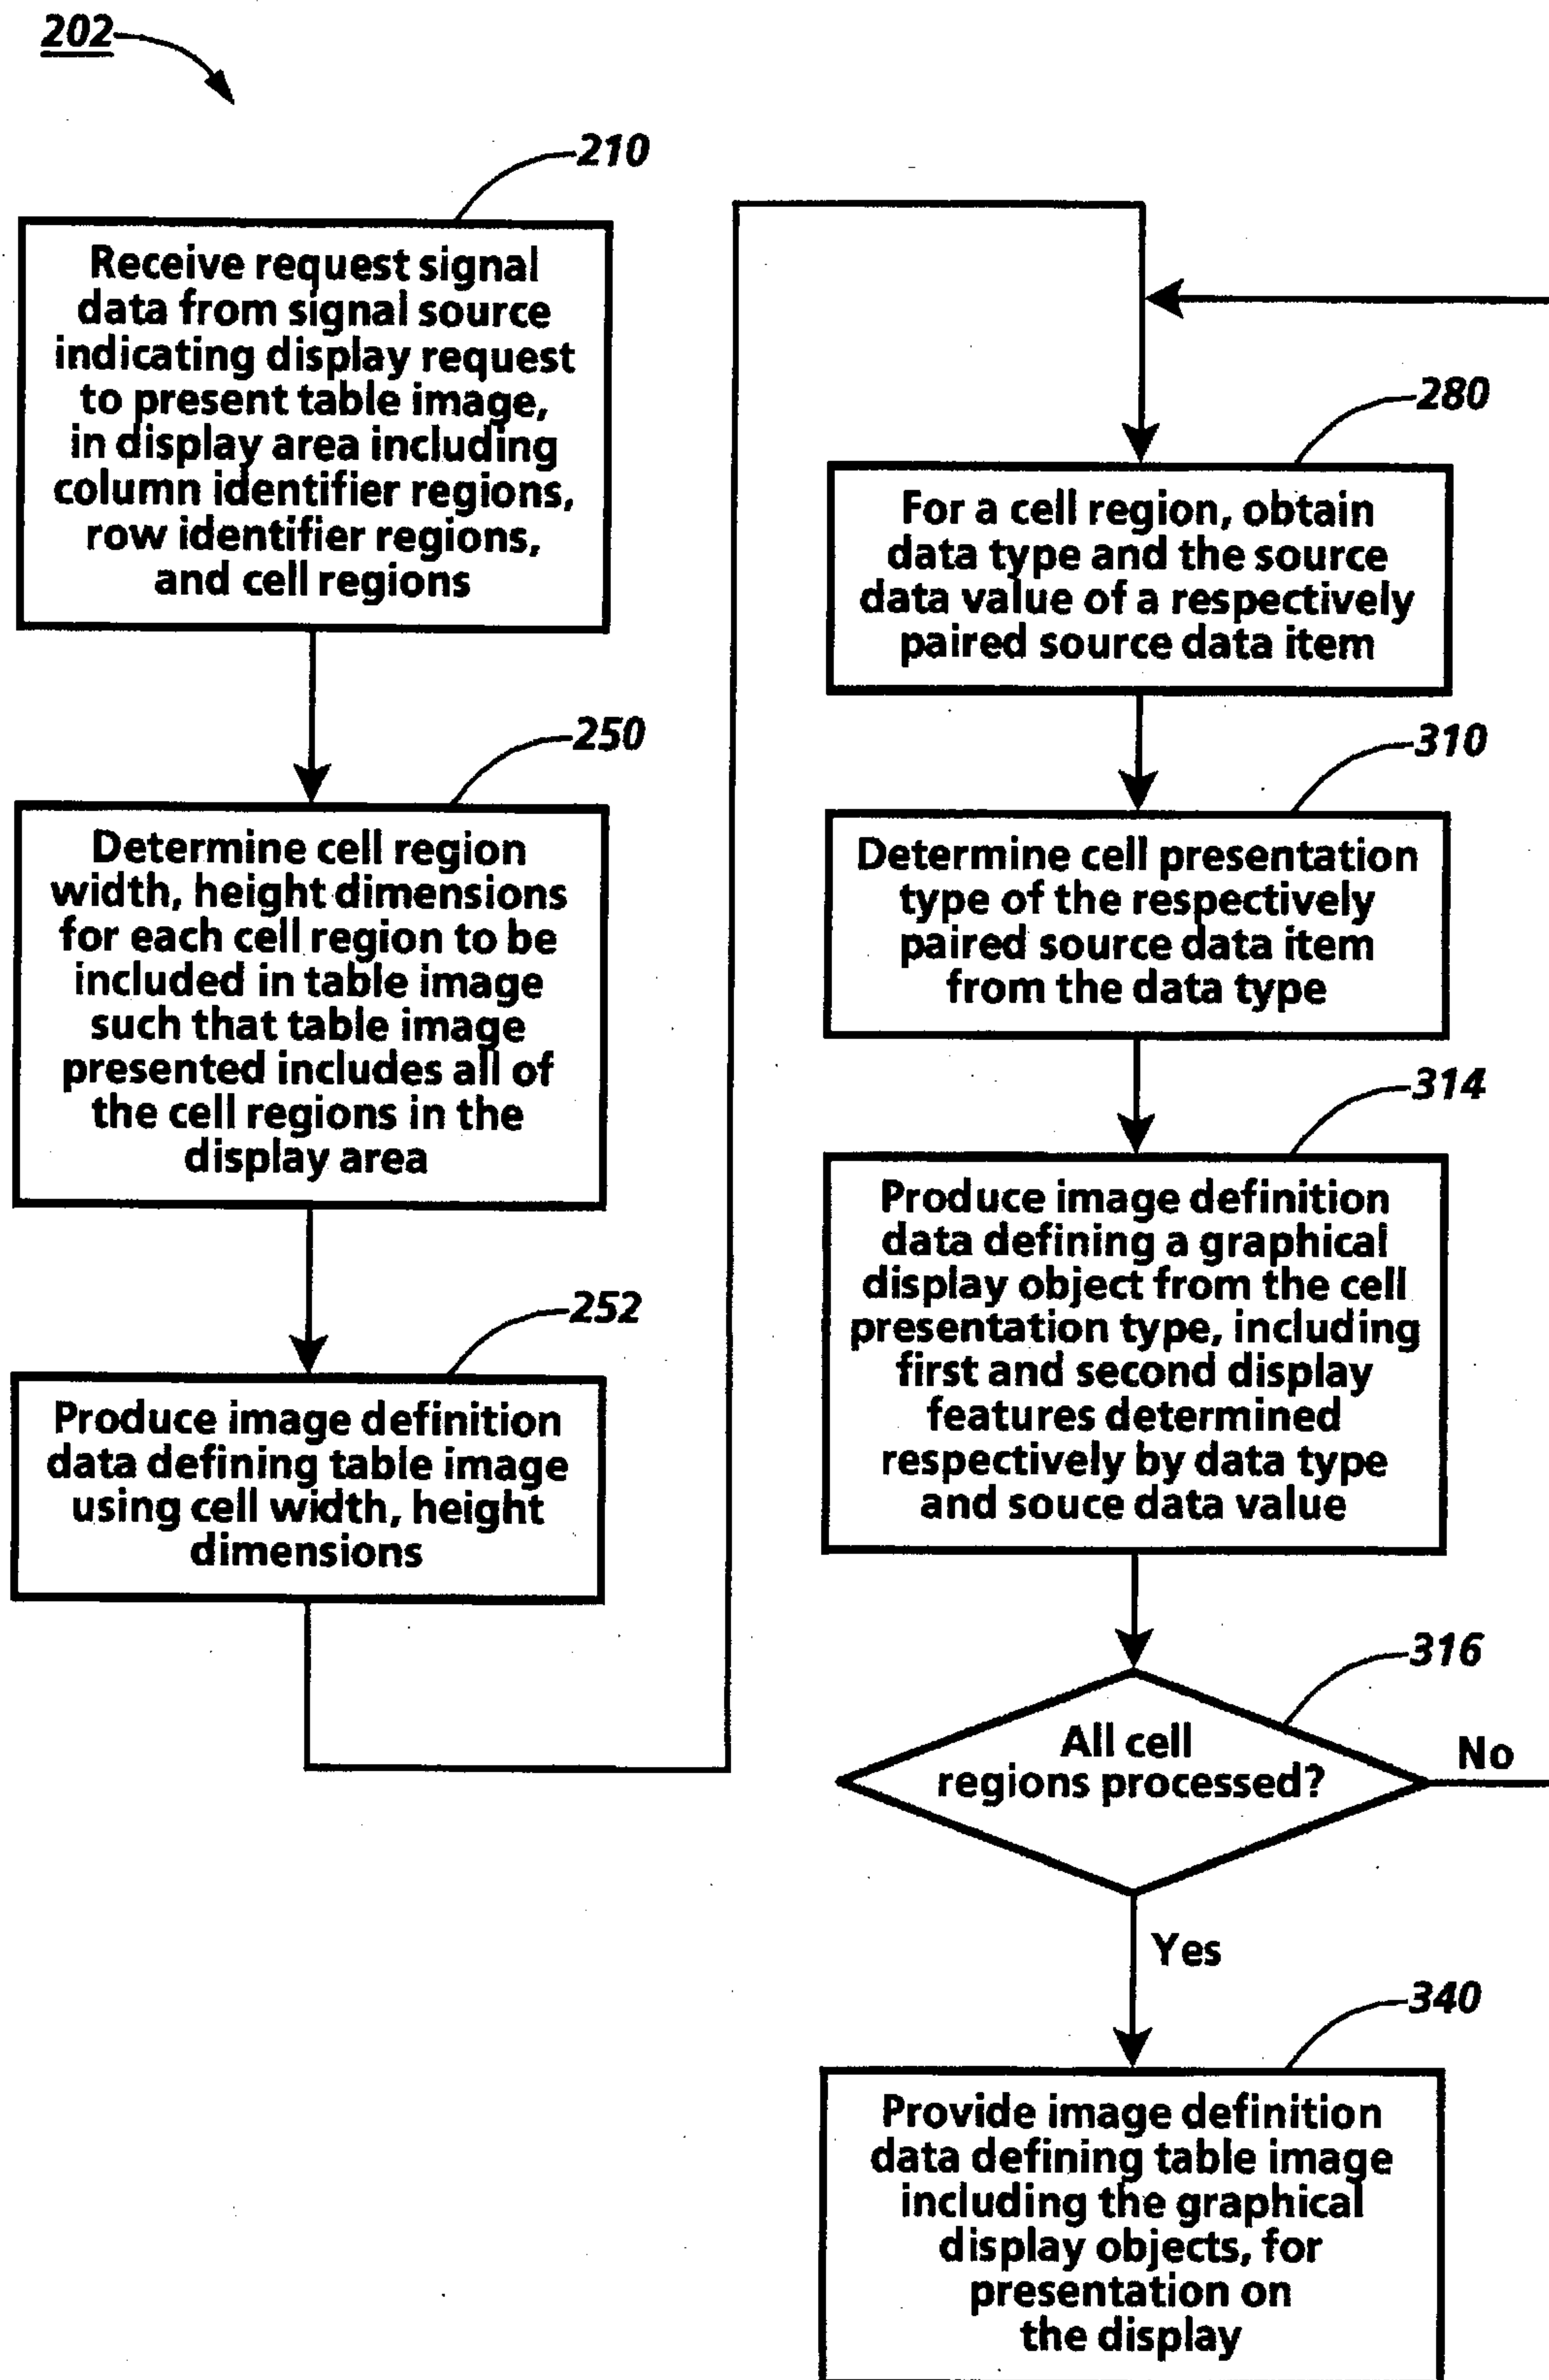 202
210
Receive request signal
data from signal source
indicating display request
to present table image,
in display area including
column identifier regions,
row identifier regions,
and cell regions
250
Determine cell region
width, height dimensions
for each cell region to be
included in table image
such that table image
presented includes all of
the cell regions in the
display area
252
Produce image definition
data defining table image
using cell width, height
dimensions
280
For a cell region, obtain
data type and the source
data value of a respectively
paired source data item
310
Determine cell presentation
type of the respectively
paired source data item
from the data type
314
Produce image definition
data defining a graphical
display object from the cell
presentation type, including
first and second display
features determined
respectively by data type
and souce data value
316
All cell
regions processed?
No
Yes
340
Provide image definition
data defining table image
including the graphical
display objects, for
presentation on
the display